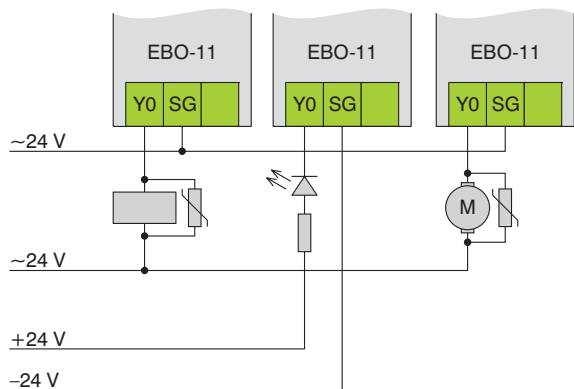 EBO-11 EBO-11 EBO-11
Y0 SG Y0 SG Y0 SG
~24 V
M
~24 V
+24 V
–24 V